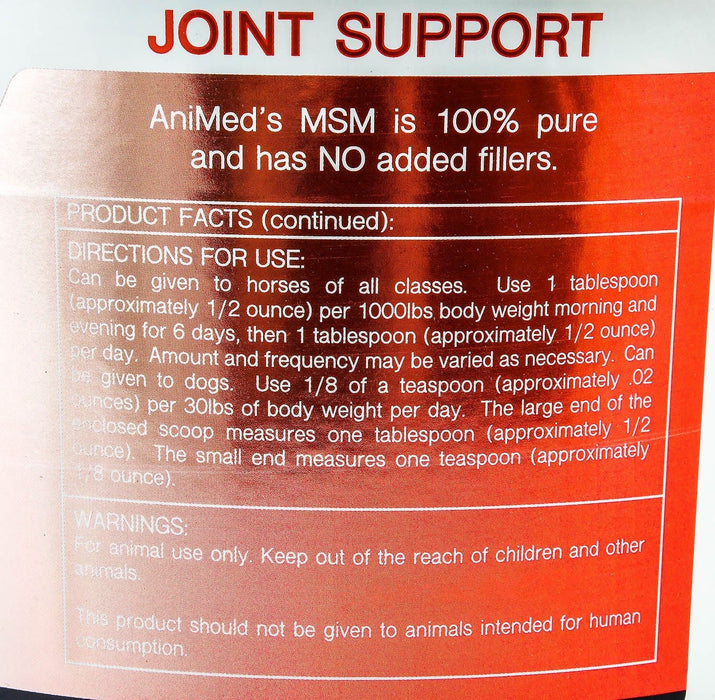 JOINT SUPPORT
AniMed's MSM is 100% pure
and has NO added fillers.
PRODUCT FACTS (continued):
DIRECTIONS FOR USE:
Can be given to horses of all classes. Use 1 tablespoon
(approximately 1/2 ounce) per 1000lbs body weight morning and
evening for 6 days, then 1 tablespoon (approximately 1/2 ounce)
per day. Amount and frequency may be varied as necessary. Can
be given to dogs. Use 1/8 of a teaspoon (approximately .02
ounces) per 30lbs of body weight per day. The large end of the
enclosed scoop measures one tablespoon (approximately 1/2
ounce). The small end measures one teaspoon (approximately
1/8 ounce).
WARNINGS:
For animal use only. Keep out of the reach of children and other
animals.
This product should not be given to animals intended for human
consumption.